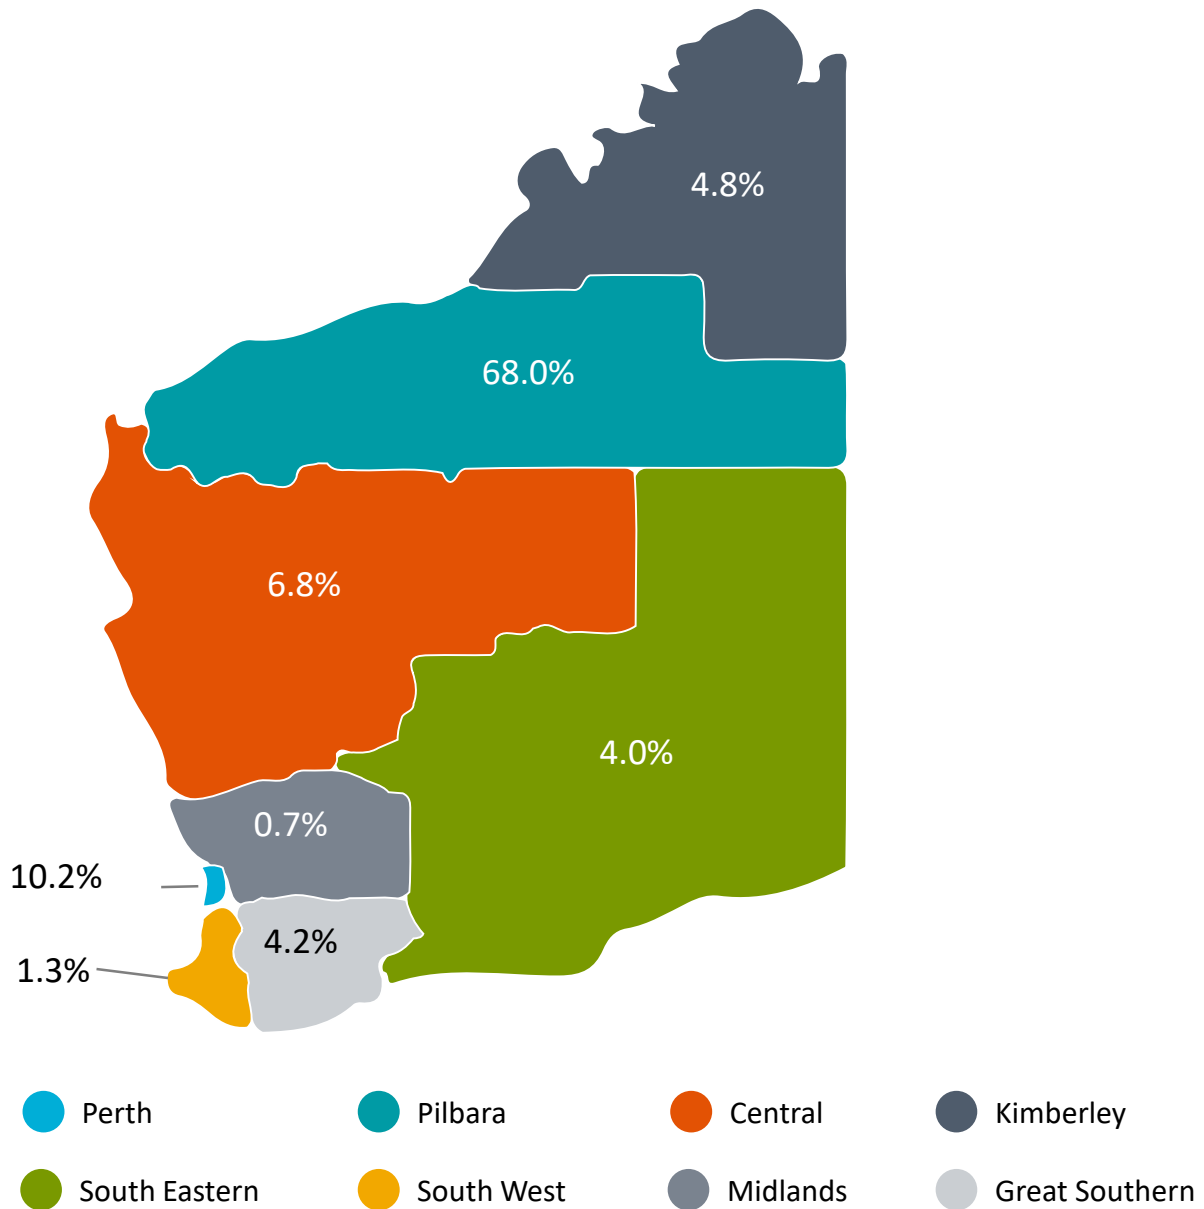 4.8%
68.0%
6.8%
4.0%
0.7%
10.2%
4.2%
1.3%
Perth
Pilbara
Central
Kimberley
South Eastern
South West
Midlands
Great Southern